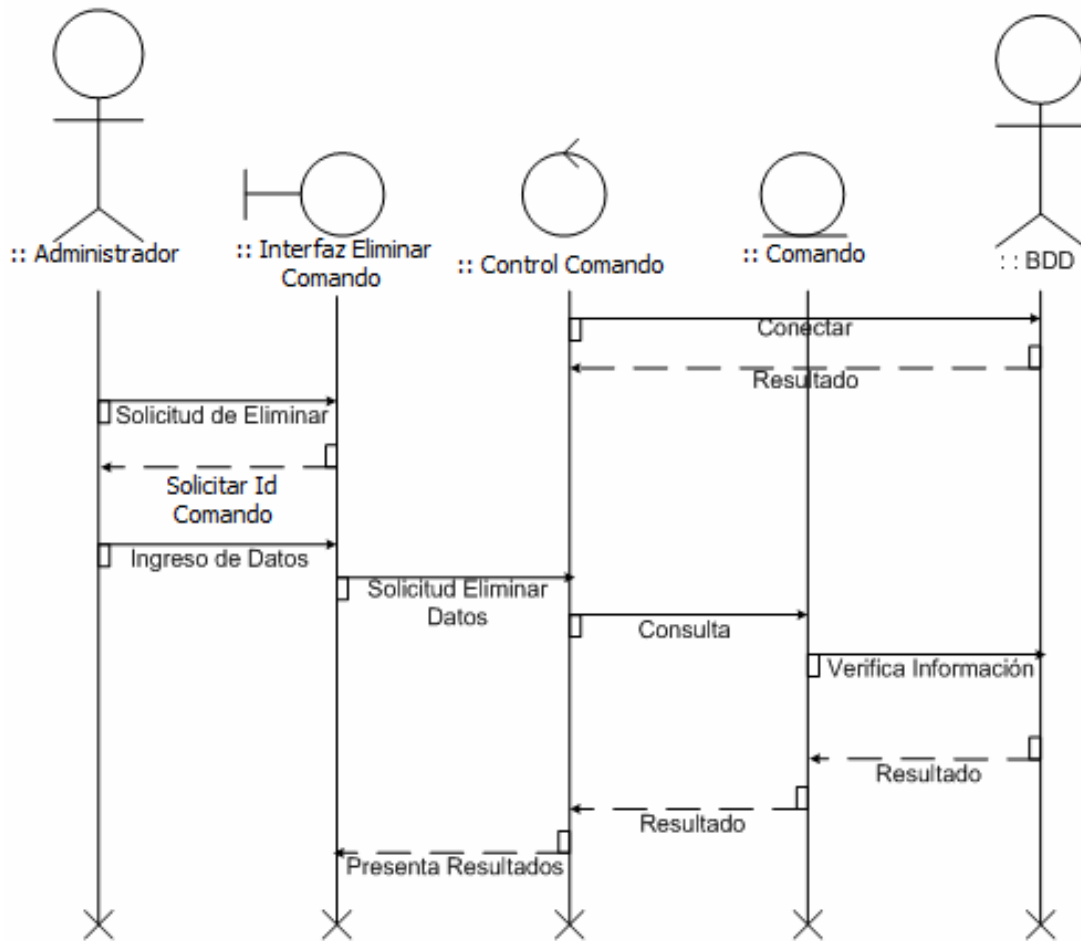 :: Administrador
:: Interfaz Eliminar
Comando
:: Control Comando
:: Comando
: : BDD
Conectar
Resultado
Solicitud de Eliminar
Solicitar Id
Comando
Ingreso de Datos
Solicitud Eliminar
Datos
Consulta
Verifica Información
Resultado
Resultado
Presenta Resultados